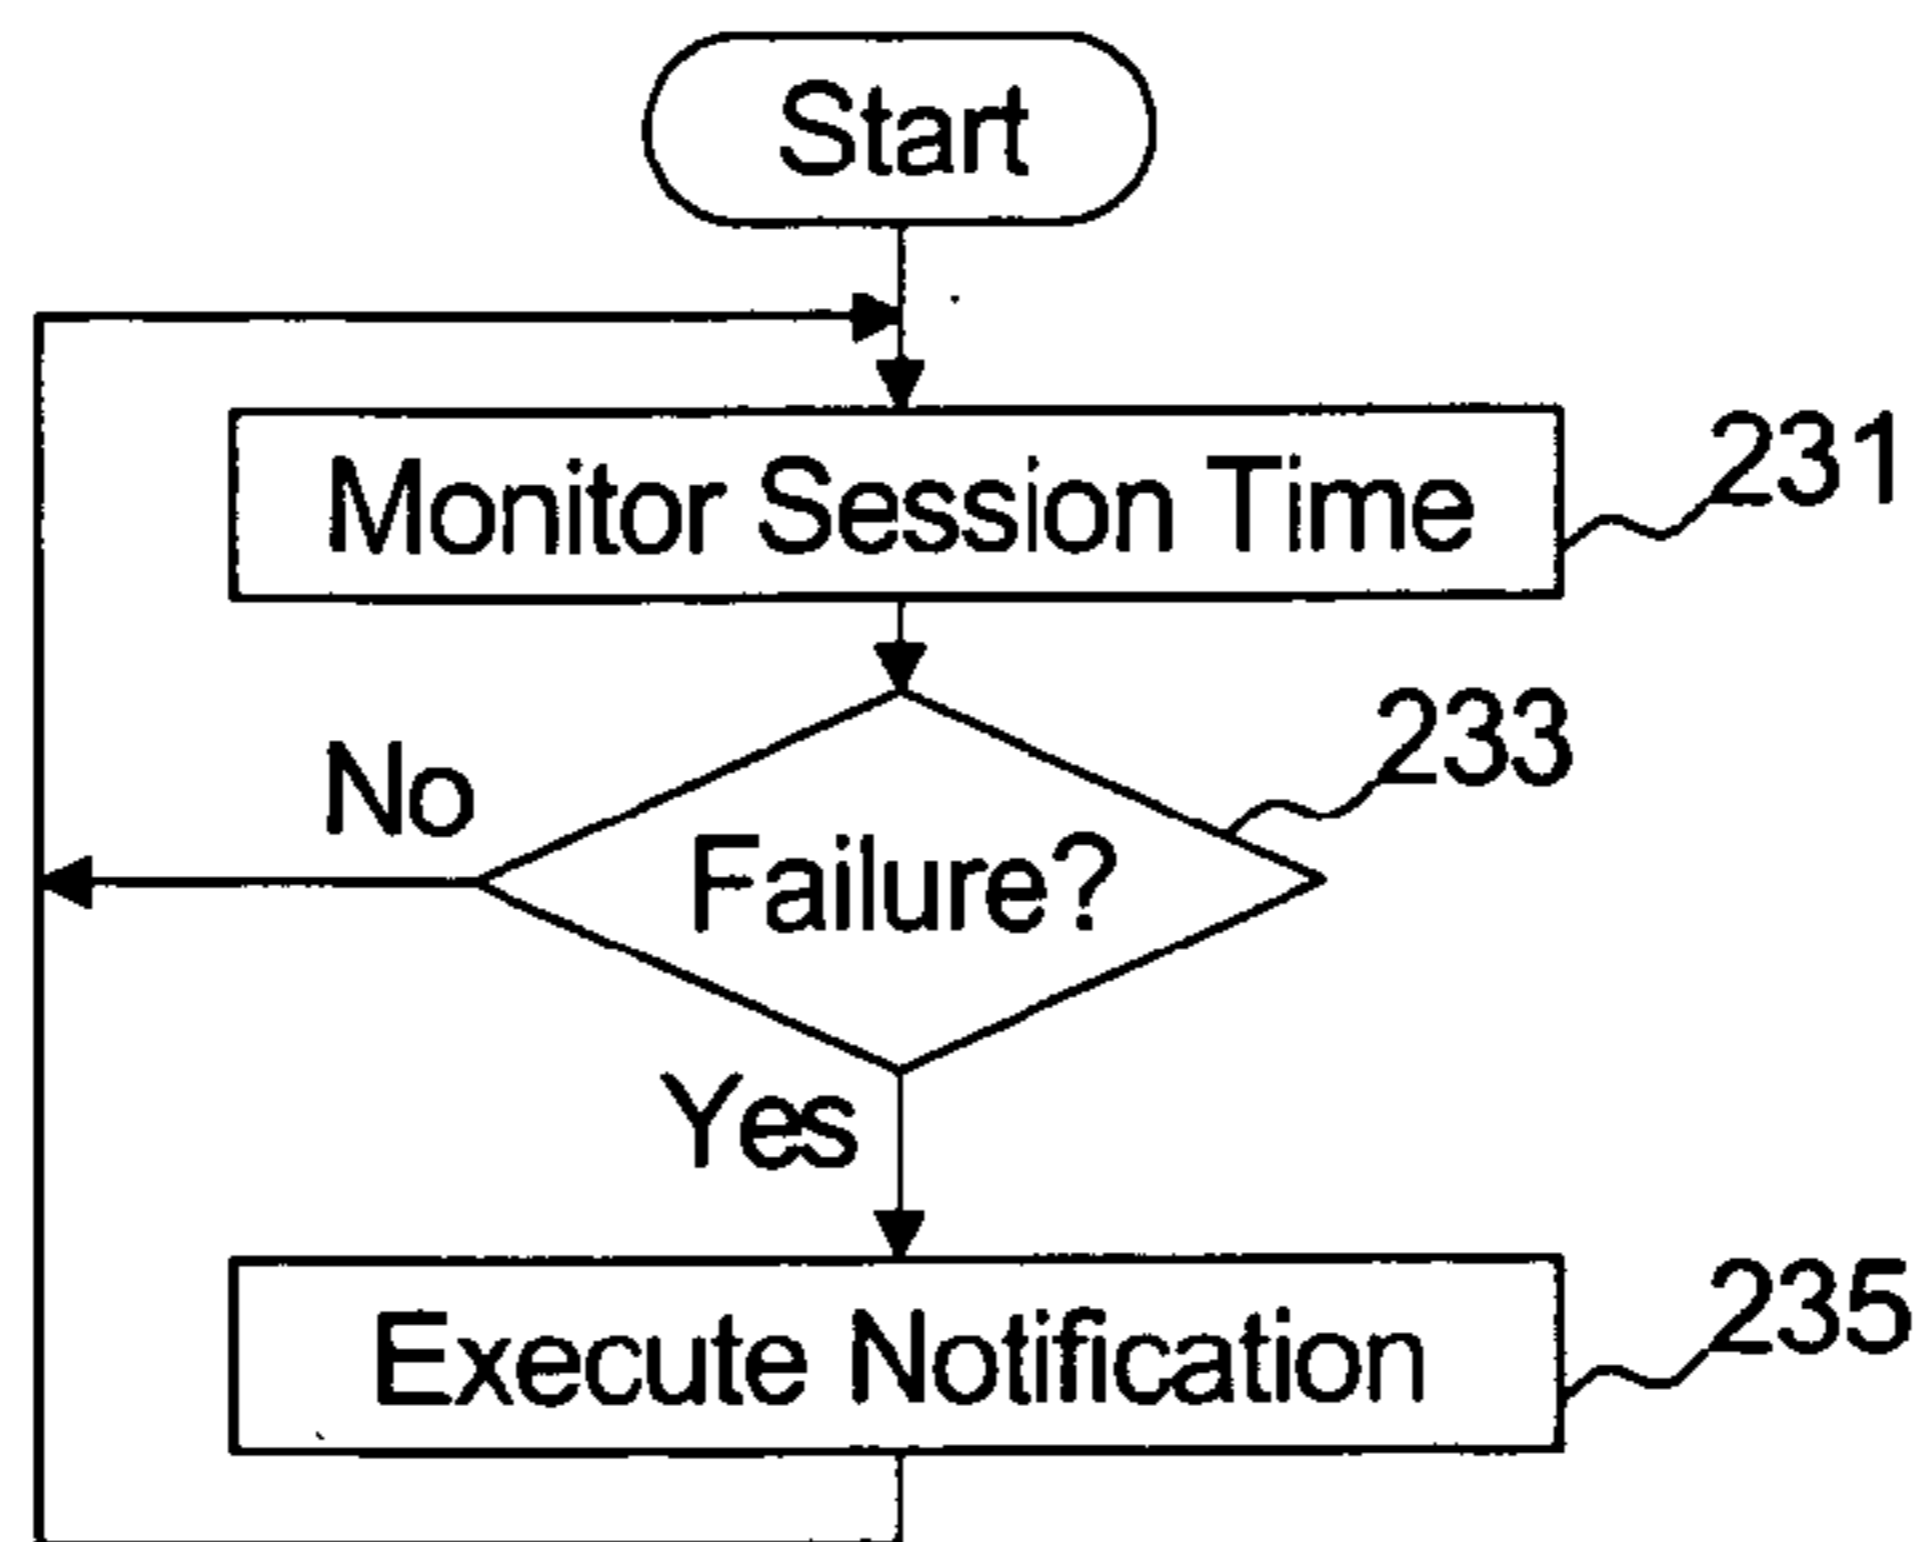 Start
Monitor Session Time
231
233
No
Failure?
Yes
Execute Notification
235